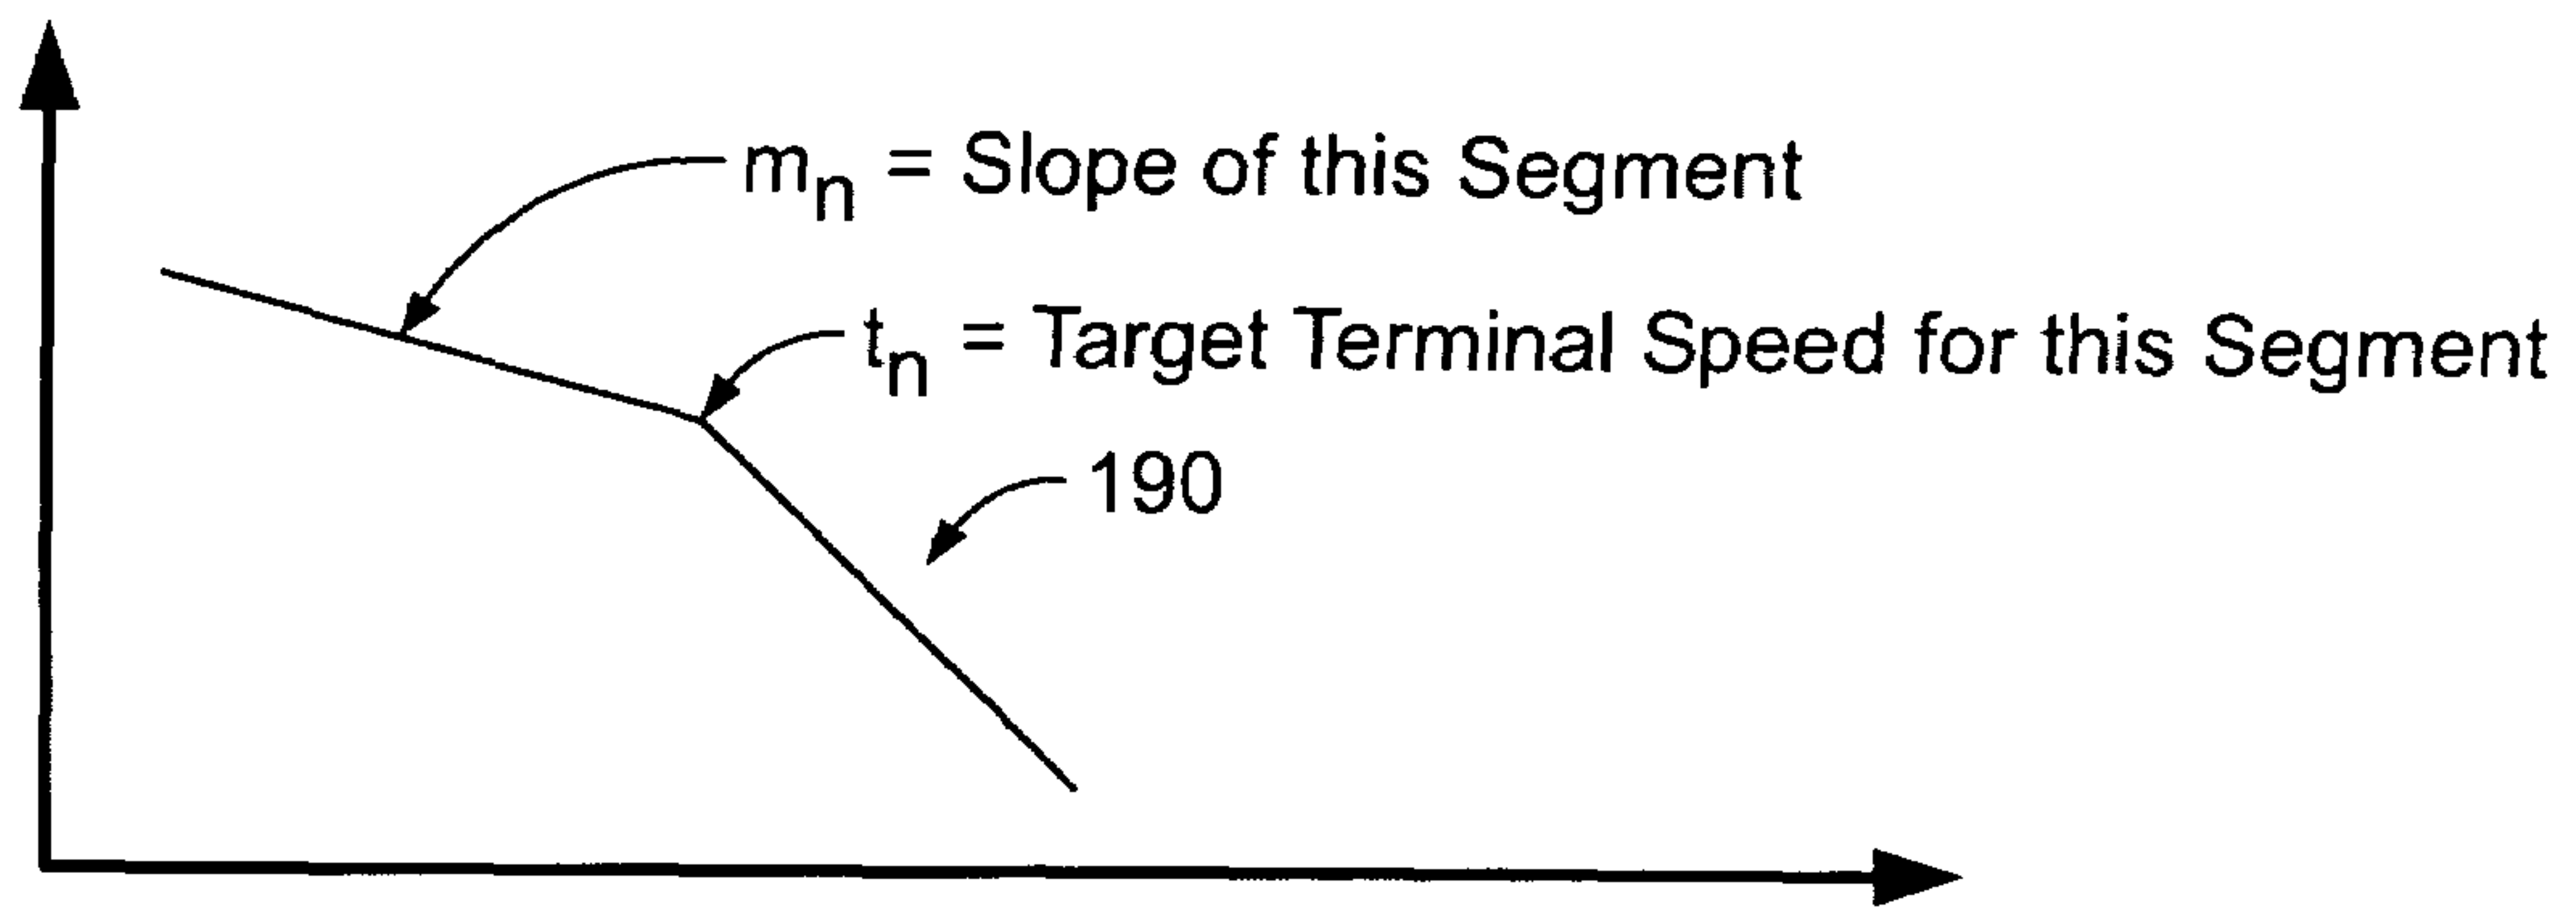 mn = Slope of this Segment
tn = Target Terminal Speed for this Segment
190